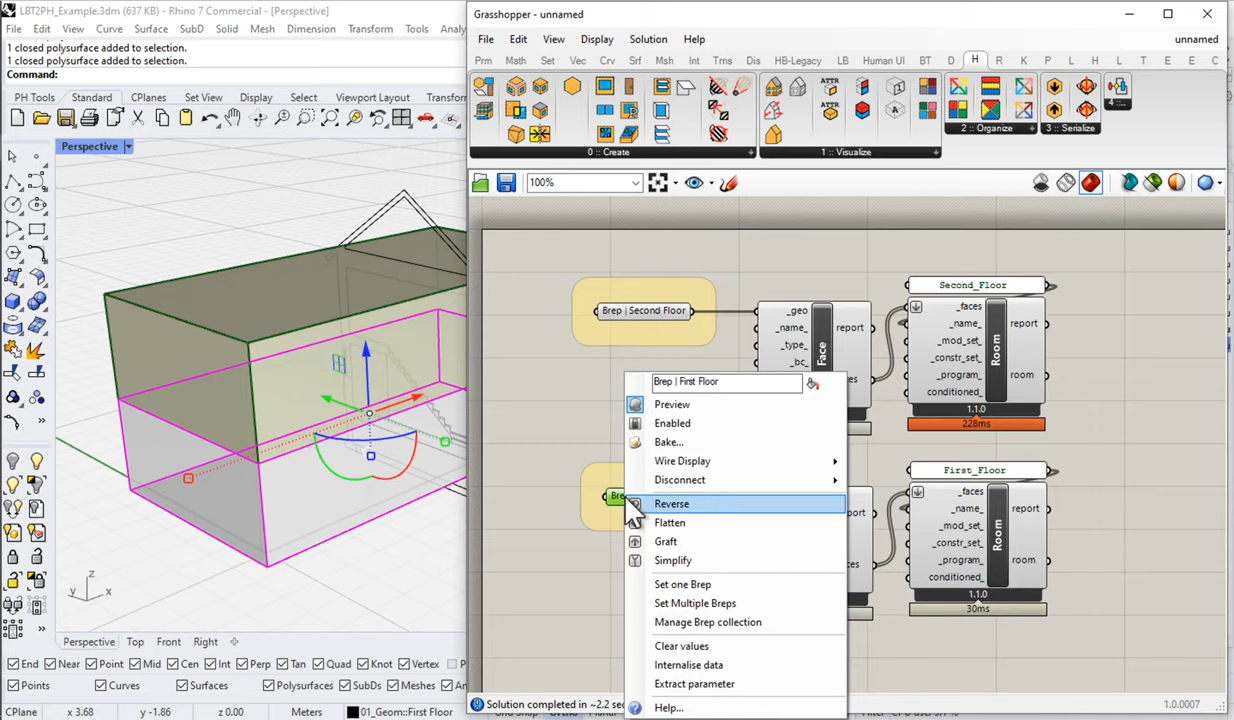 LBT2PH_Example.3dm (637 KB) - Rhino 7 Commercial - [Perspective]
File Edit View Curve Surface SubD Solid Mesh Dimension Transform Tools Analy
1 closed polysurface added to selection.
1 closed polysurface added to selection.
Command:
PH Tools Standard CPlanes Set View Display Select Viewport Layout Transform
Perspective
z
y x
Perspective Top Front Right
End Near Point Mid Cen Int Perp Tan Quad Knot Vertex
Points Curves Surfaces Polysurfaces SubDs Meshes
CPlane x 3.68 y -1.86 z 0.00 Meters 01_Geom::First Floor
Grasshopper - unnamed
File Edit View Display Solution Help unnamed
Prm Math Set Vec Crv Srf Msh Int Trns Dis HB-Legacy Human UI LB BT D H R K P L H E S E C
ATTR
ATTR
0 :: Create 1 :: Visualize 2 :: Organize 3 :: Serialize 4 ::
100%
Brep | Second Floor
_geo
_name_
_type_
_bc_
Face
report
Second_Floor
_faces
_name_
_mod_set_
_constr_set_
_program_
conditioned_
Room
report
room
1.1.0
228ms
Brep | First Floor
Preview
Enabled
Bake...
Wire Display
Disconnect
Reverse
Flatten
Graft
Simplify
Set one Brep
Set Multiple Breps
Manage Brep collection
Clear values
Internalise data
Extract parameter
Help...
First_Floor
_faces
_name_
_mod_set_
_constr_set_
_program_
conditioned_
Room
report
room
1.1.0
30ms
Solution completed in ~2.2 sec
1.0.0007